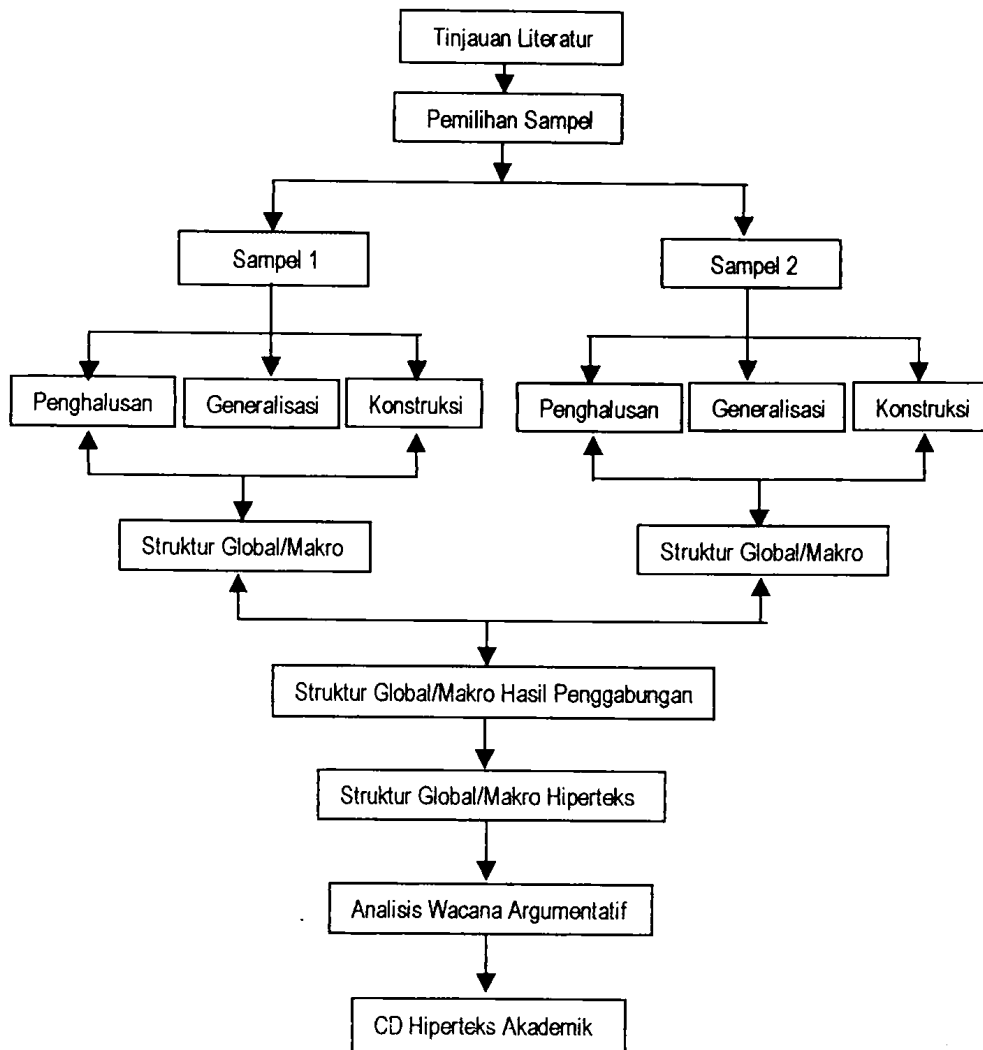 Tinjauan Literatur
Pemilihan Sampel
Sampel 1
Sampel 2
Penghalusan
Generalisasi
Konstruksi
Penghalusan
Generalisasi
Konstruksi
Struktur Global/Makro
Struktur Global/Makro
Struktur Global/Makro Hasil Penggabungan
Struktur Global/Makro Hiperteks
Analisis Wacana Argumentatif
CD Hiperteks Akademik